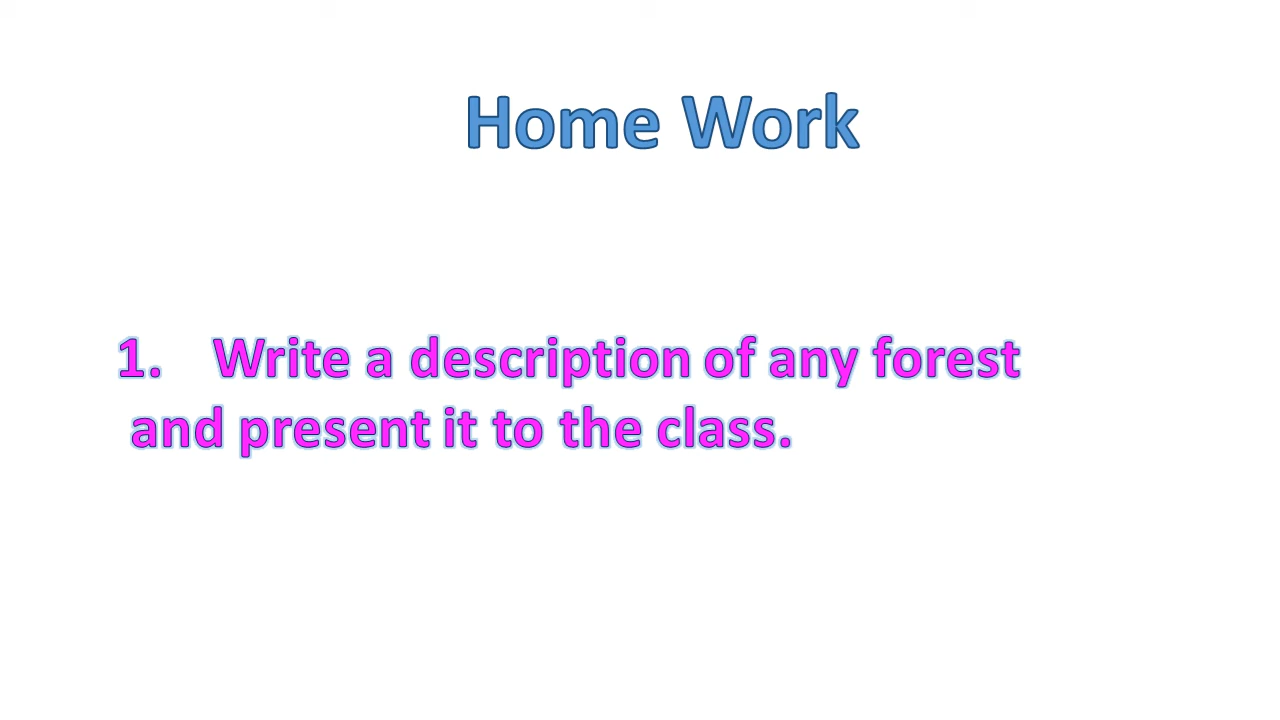 Home Work
1. Write a description of any forest
and present it to the class.